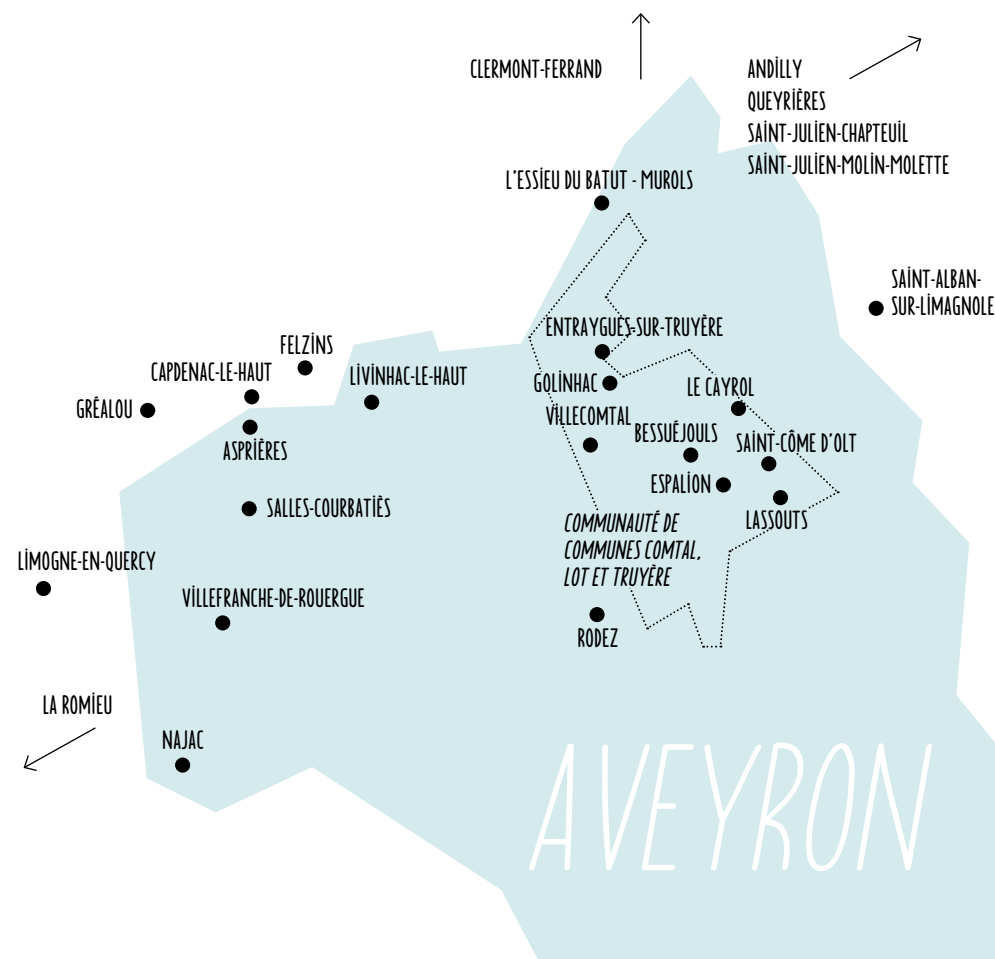 CLERMONT-FERRAND
ANDILLY
QUEYRIÈRES
SAINT-JULIEN-CHAPTEUIL
SAINT-JULIEN-MOLIN-MOLETTE
L'ESSIEU DU BATUT - MUROLS
SAINT-ALBAN-
SUR-LIMAGNOLE
ENTRAYGUES-SUR-TRUYÈRE
FELZINS
CAPDENAC-LE-HAUT
LIVINHAC-LE-HAUT
GRÉALOU
GOLINHAC
LE CAYROL
VILLECOMTAL
BESSUÉJOULS
SAINT-CÔME D'OLT
ASPRIÈRES
ESPALION
SALLES-COURBATIÉS
LASSOUTS
COMMUNAUTÉ DE
COMMUNES COMTAL,
LOT ET TRUYÈRE
LIMOGNE-EN-QUERCY
VILLEFRANCHE-DE-ROUERGUE
RODEZ
LA ROMIEU
NAJAC
AVEYRON